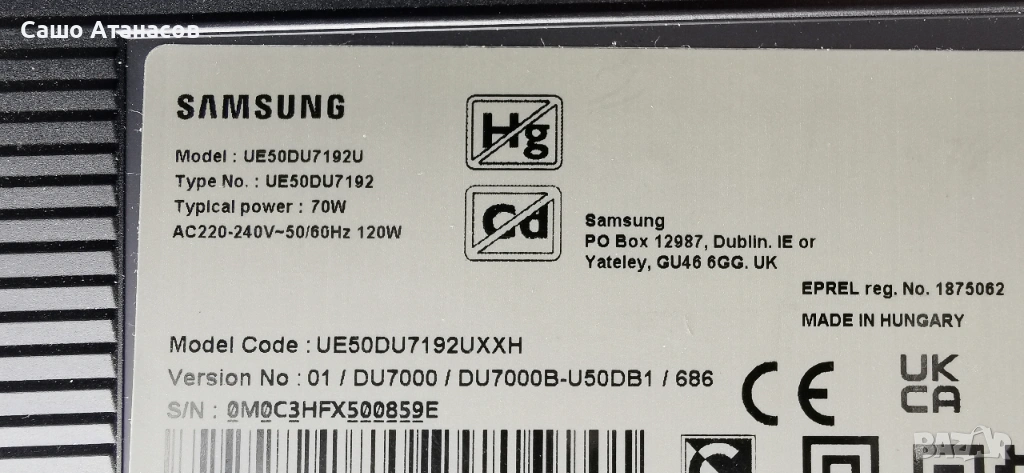 Сашо Атанасов
SAMSUNG
Model : UE50DU7192U
Type No. : UE50DU7192
Typical power : 70W
AC220-240V~50/60Hz 120W
Hg
Cd
Samsung
PO Box 12987, Dublin. IE or
Yateley, GU46 6GG. UK
EPREL reg. No. 1875062
MADE IN HUNGARY
Model Code : UE50DU7192UXXH
Version No : 01 / DU7000 / DU7000B-U50DB1 / 686
S/N : 0M0C3HFX500859E
CE
UK
CA
BAZAR